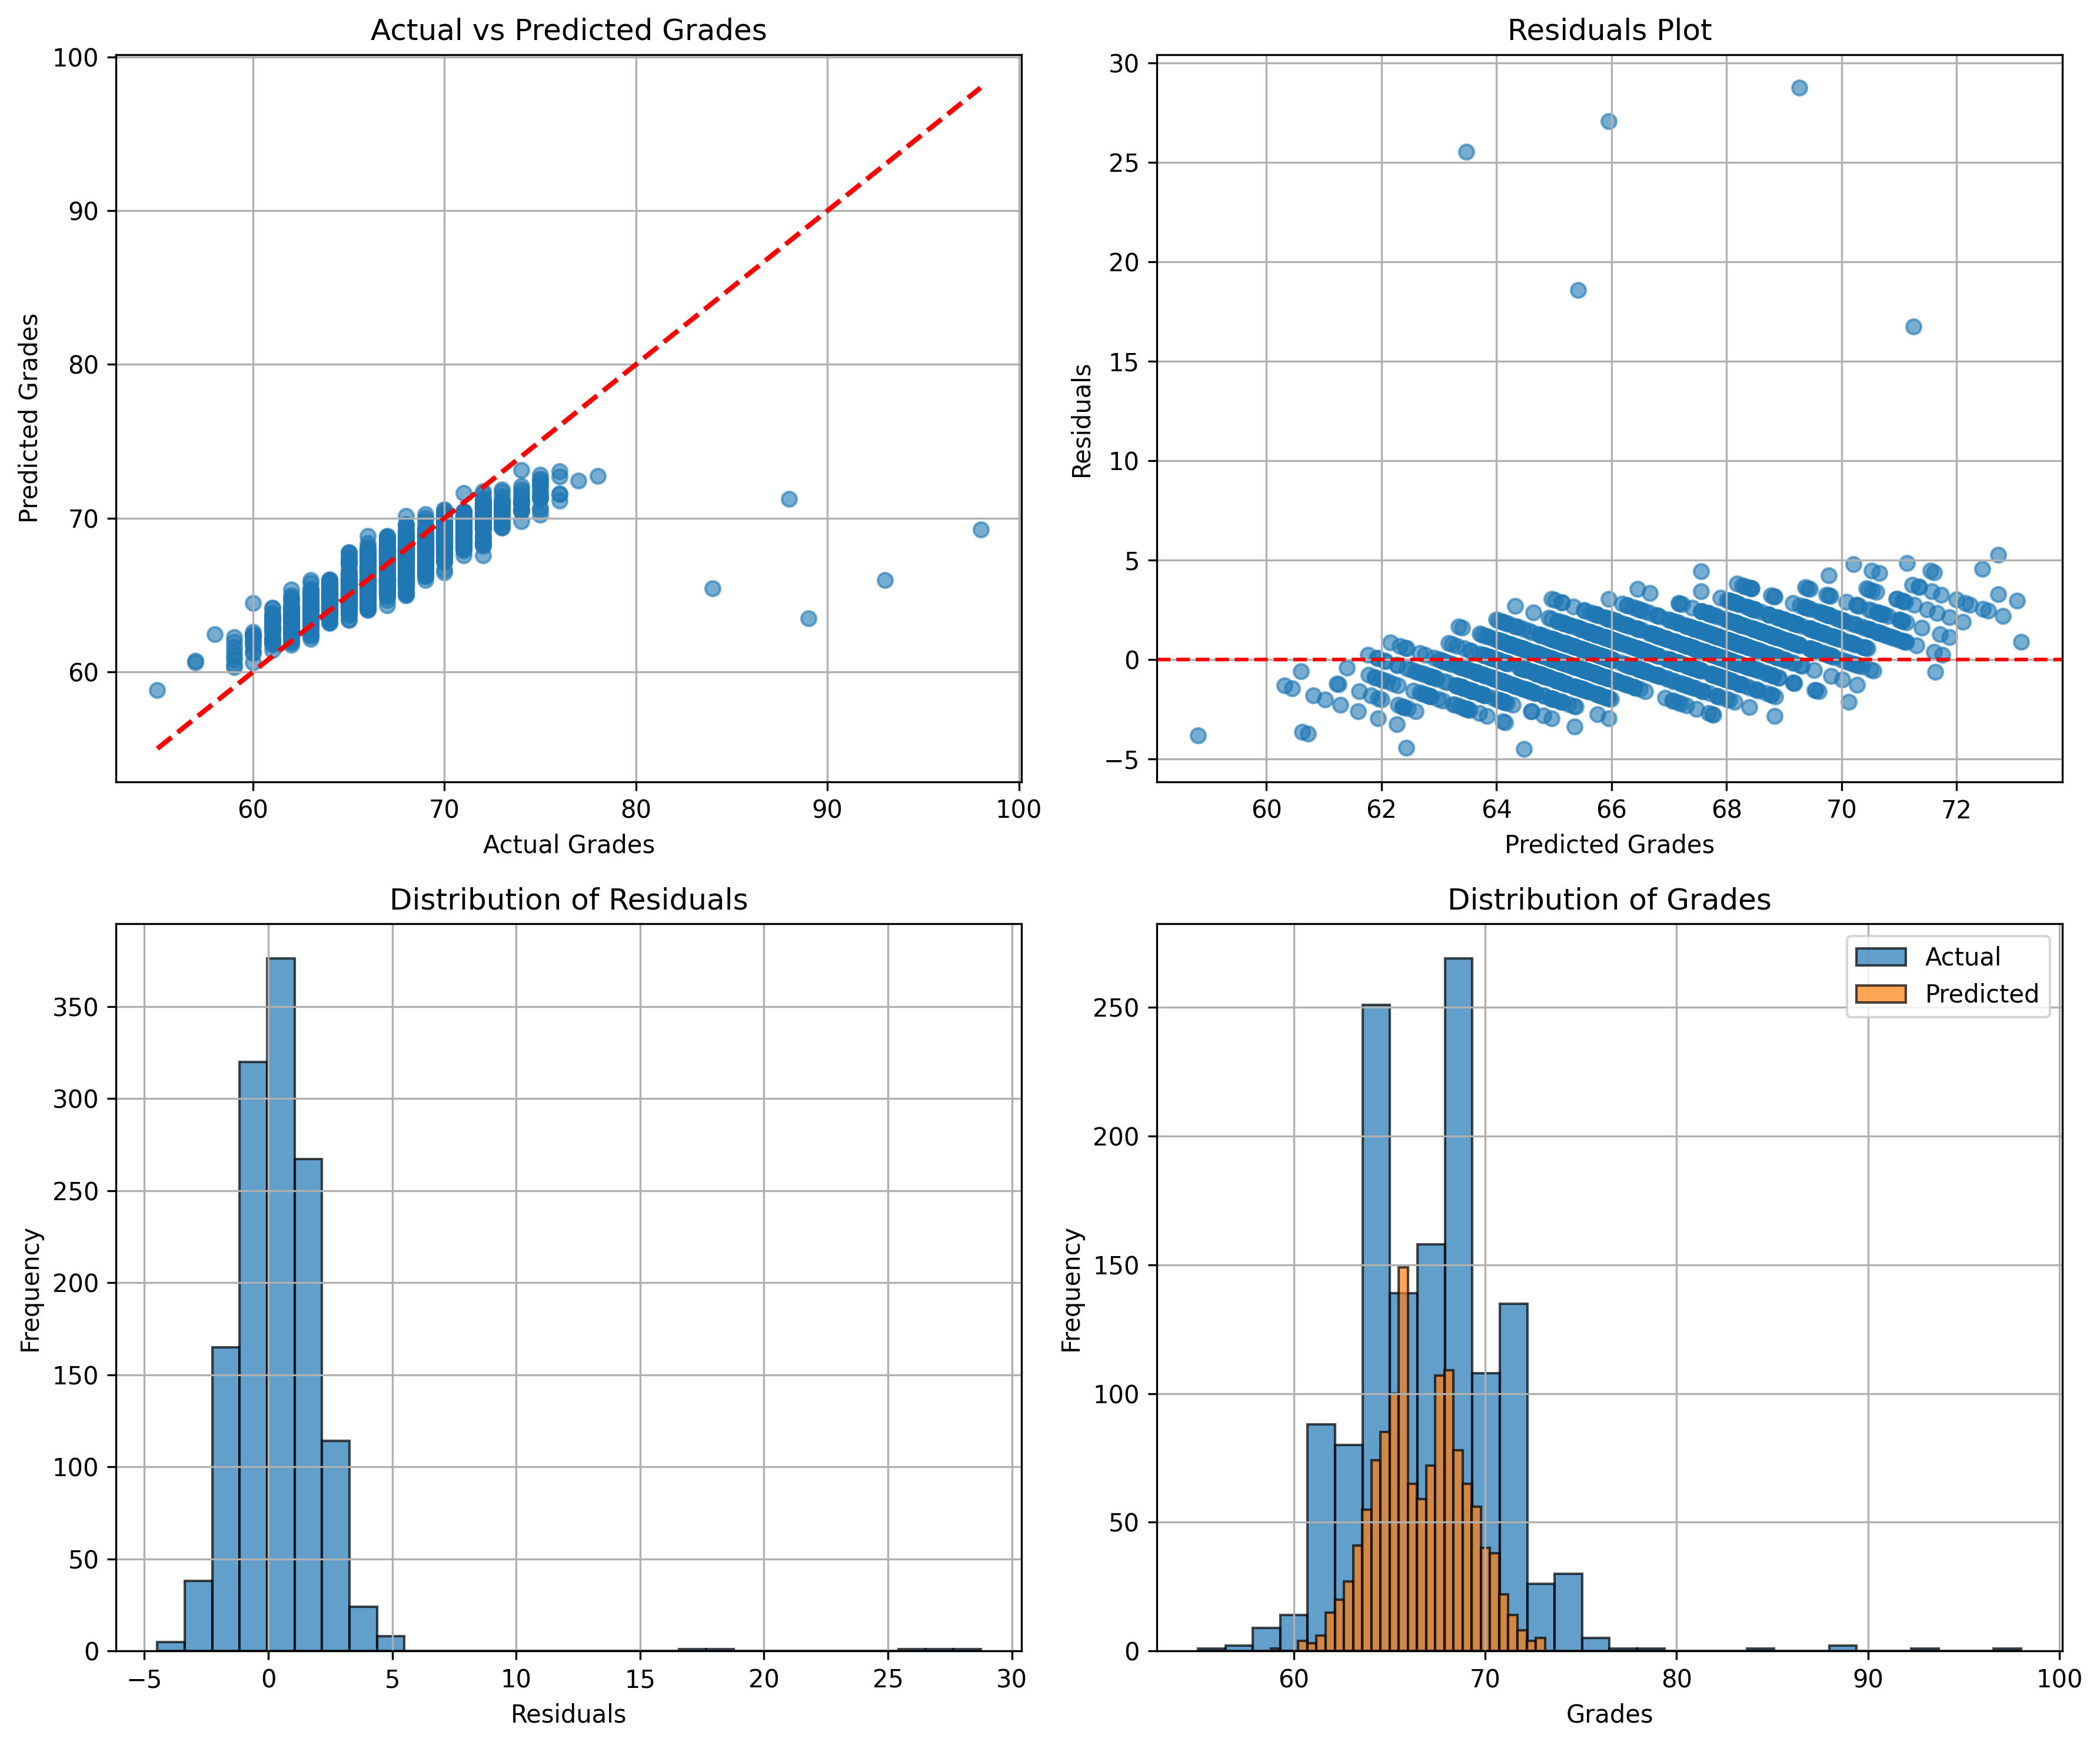 Actual vs Predicted Grades
100
90
80
70
60
Predicted Grades
60 70 80 90 100
Actual Grades
Residuals Plot
30
25
20
15
10
5
0
−5
Residuals
60 62 64 66 68 70 72
Predicted Grades
Distribution of Residuals
350
300
250
200
150
100
50
0
Frequency
−5 0 5 10 15 20 25 30
Residuals
Distribution of Grades
Actual
Predicted
250
200
150
100
50
0
Frequency
60 70 80 90 100
Grades